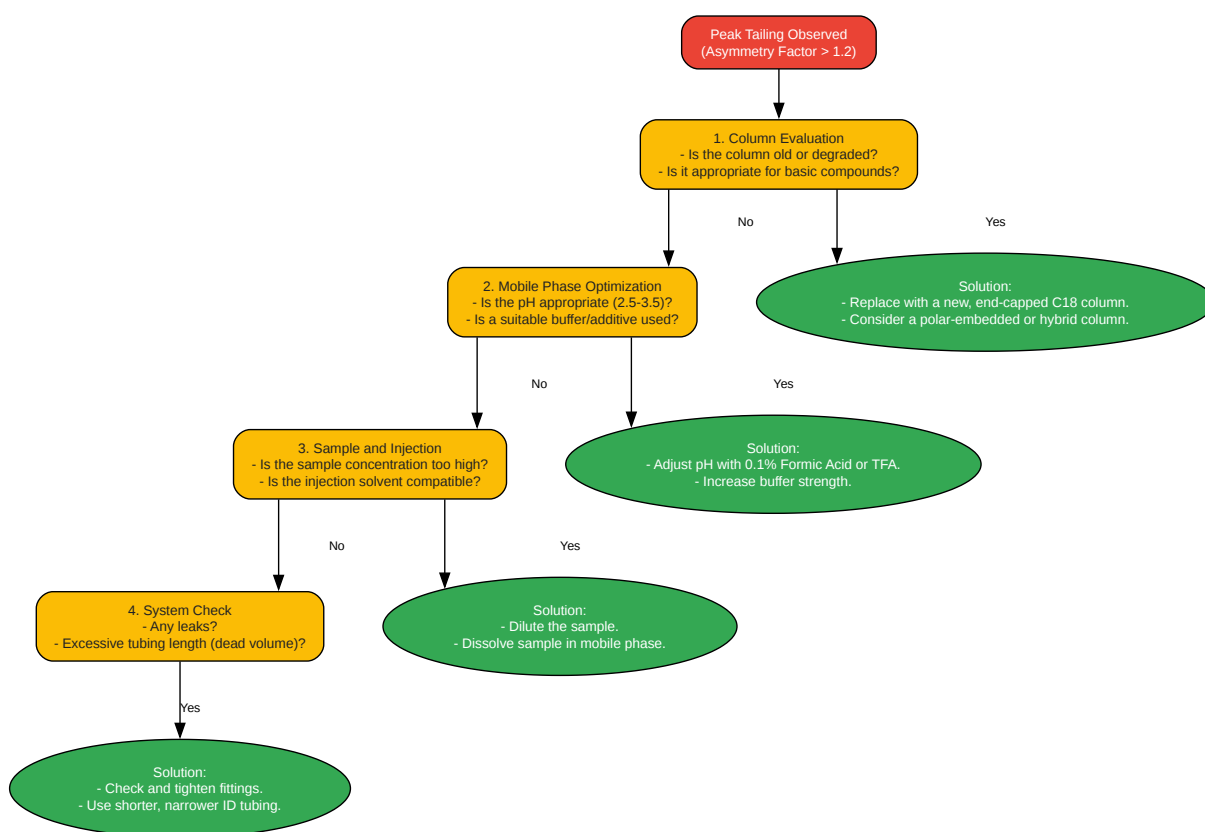 Peak Tailing Observed
(Asymmetry Factor > 1.2)
1. Column Evaluation
- Is the column old or degraded?
- Is it appropriate for basic compounds?
No
Yes
2. Mobile Phase Optimization
- Is the pH appropriate (2.5-3.5)?
- Is a suitable buffer/additive used?
Solution:
- Replace with a new, end-capped C18 column.
- Consider a polar-embedded or hybrid column.
No
Yes
3. Sample and Injection
- Is the sample concentration too high?
- Is the injection solvent compatible?
Solution:
- Adjust pH with 0.1% Formic Acid or TFA.
- Increase buffer strength.
No
Yes
4. System Check
- Any leaks?
- Excessive tubing length (dead volume)?
Solution:
- Dilute the sample.
- Dissolve sample in mobile phase.
Yes
Solution:
- Check and tighten fittings.
- Use shorter, narrower ID tubing.